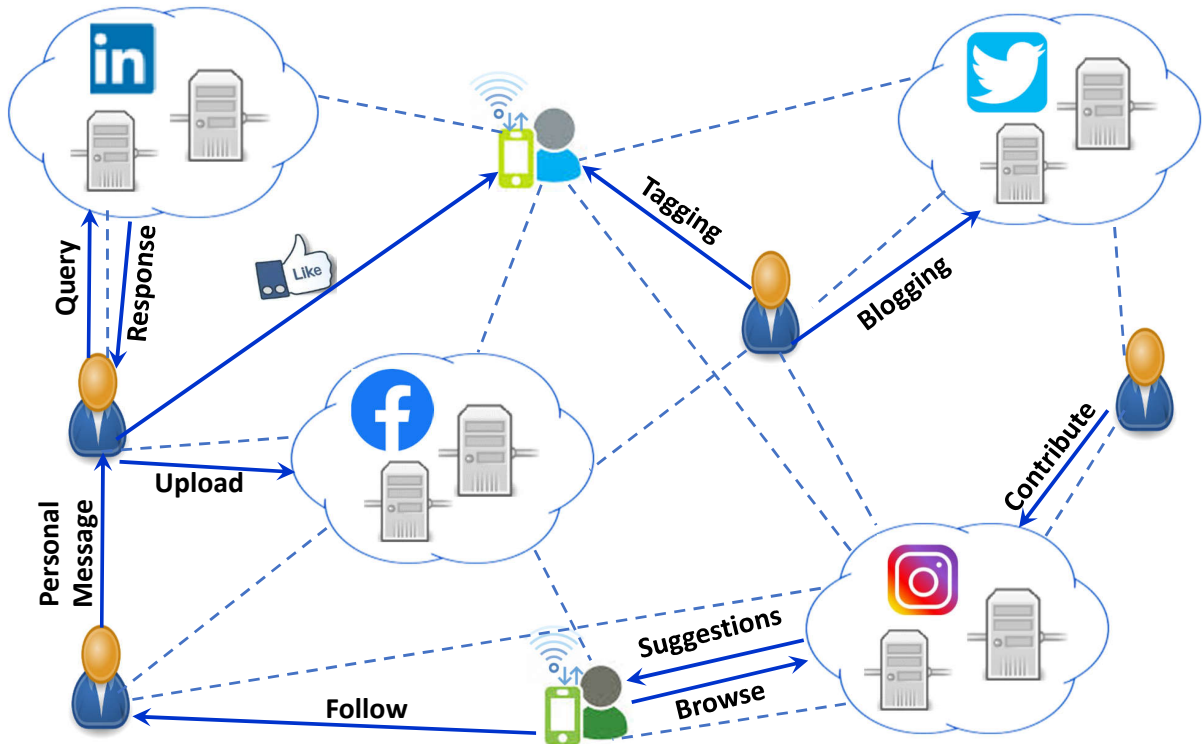 in
Tagging
Query
Response
Like
Blogging
Upload
Contribute
Personal
Message
Suggestions
Browse
Follow